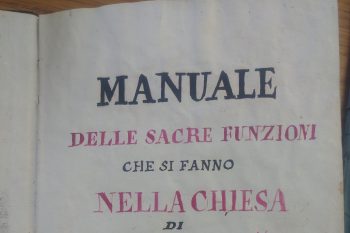 MANUALE
DELLE SACRE FUNZIONI
CHE SI FANNO
NELLA CHIESA
DI